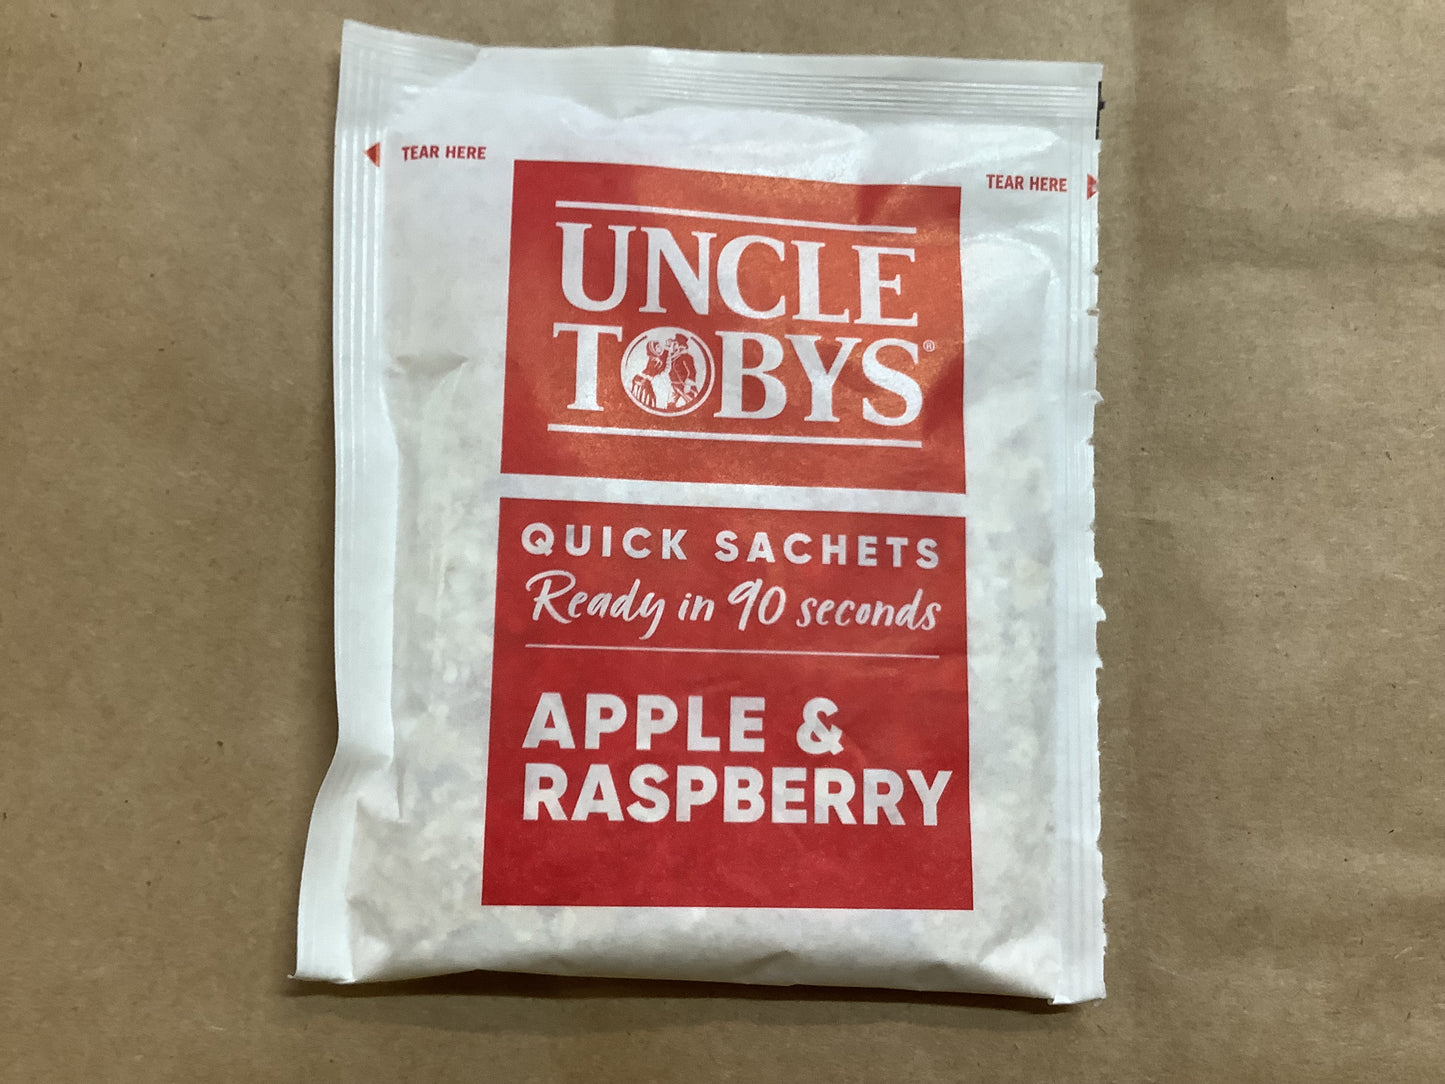 TEAR HERE
TEAR HERE
UNCLE
TOBYS®
QUICK SACHETS
Ready in 90 seconds
APPLE &
RASPBERRY